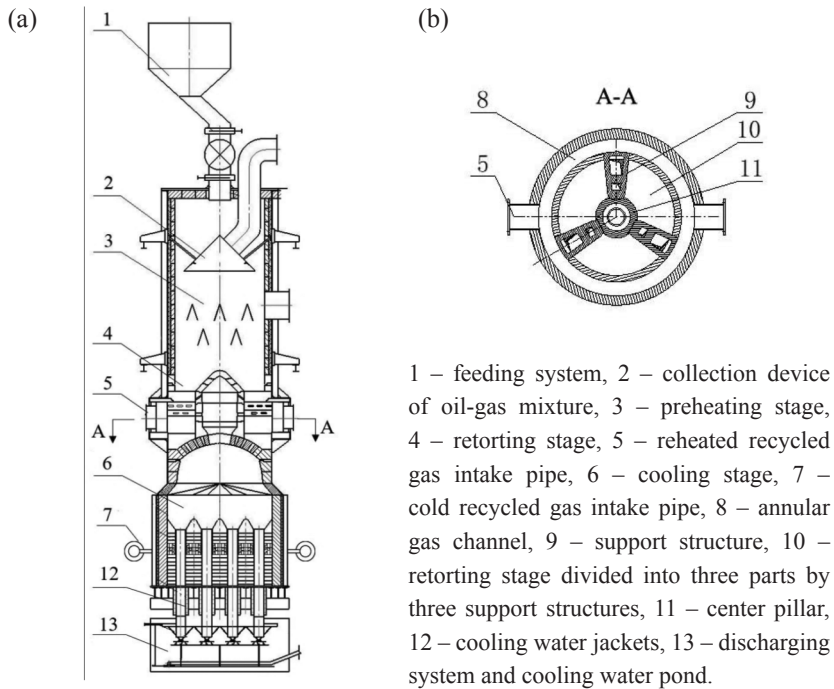 (a)
(b)
1
2
3
4
5
A
A
6
7
12
13
A-A
8
9
10
5
11
1 – feeding system, 2 – collection device
of oil-gas mixture, 3 – preheating stage,
4 – retorting stage, 5 – reheated recycled
gas intake pipe, 6 – cooling stage, 7 –
cold recycled gas intake pipe, 8 – annular
gas channel, 9 – support structure, 10 –
retorting stage divided into three parts by
three support structures, 11 – center pillar,
12 – cooling water jackets, 13 – discharging
system and cooling water pond.